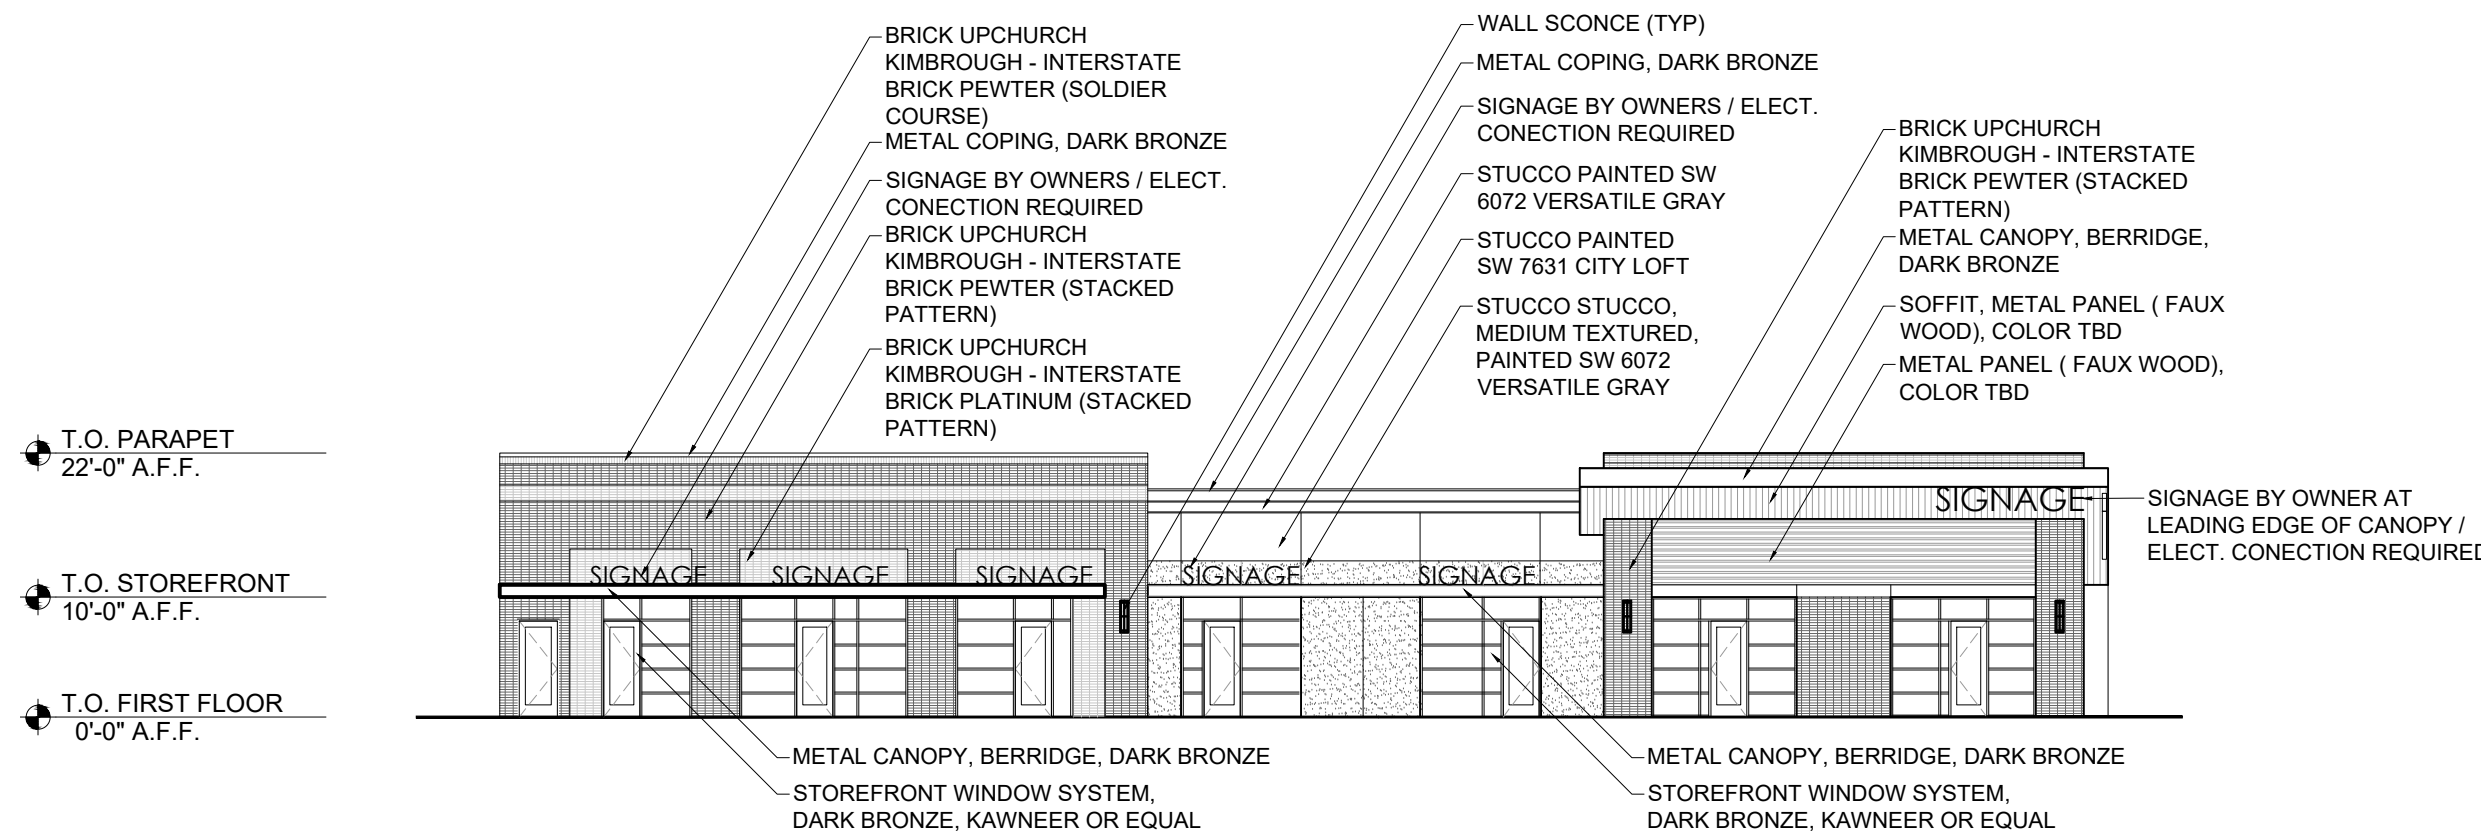 BRICK UPCHURCH
KIMBROUGH - INTERSTATE
BRICK PEWTER (SOLDIER
COURSE)
METAL COPING, DARK BRONZE
SIGNAGE BY OWNERS / ELECT.
CONECTION REQUIRED
BRICK UPCHURCH
KIMBROUGH - INTERSTATE
BRICK PEWTER (STACKED
PATTERN)
BRICK UPCHURCH
KIMBROUGH - INTERSTATE
BRICK PLATINUM (STACKED
PATTERN)
WALL SCONCE (TYP)
METAL COPING, DARK BRONZE
SIGNAGE BY OWNERS / ELECT.
CONECTION REQUIRED
STUCCO PAINTED SW
6072 VERSATILE GRAY
STUCCO PAINTED
SW 7631 CITY LOFT
STUCCO STUCCO,
MEDIUM TEXTURED,
PAINTED SW 6072
VERSATILE GRAY
BRICK UPCHURCH
KIMBROUGH - INTERSTATE
BRICK PEWTER (STACKED
PATTERN)
METAL CANOPY, BERRIDGE,
DARK BRONZE
SOFFIT, METAL PANEL ( FAUX
WOOD), COLOR TBD
METAL PANEL ( FAUX WOOD),
COLOR TBD
T.O. PARAPET
22'-0" A.F.F.
T.O. STOREFRONT
10'-0" A.F.F.
T.O. FIRST FLOOR
0'-0" A.F.F.
SIGNAGE
SIGNAGE
SIGNAGE
SIGNAGE
SIGNAGE
SIGNAGE
SIGNAGE BY OWNER AT
LEADING EDGE OF CANOPY /
ELECT. CONECTION REQUIRED
METAL CANOPY, BERRIDGE, DARK BRONZE
STOREFRONT WINDOW SYSTEM,
DARK BRONZE, KAWNEER OR EQUAL
METAL CANOPY, BERRIDGE, DARK BRONZE
STOREFRONT WINDOW SYSTEM,
DARK BRONZE, KAWNEER OR EQUAL